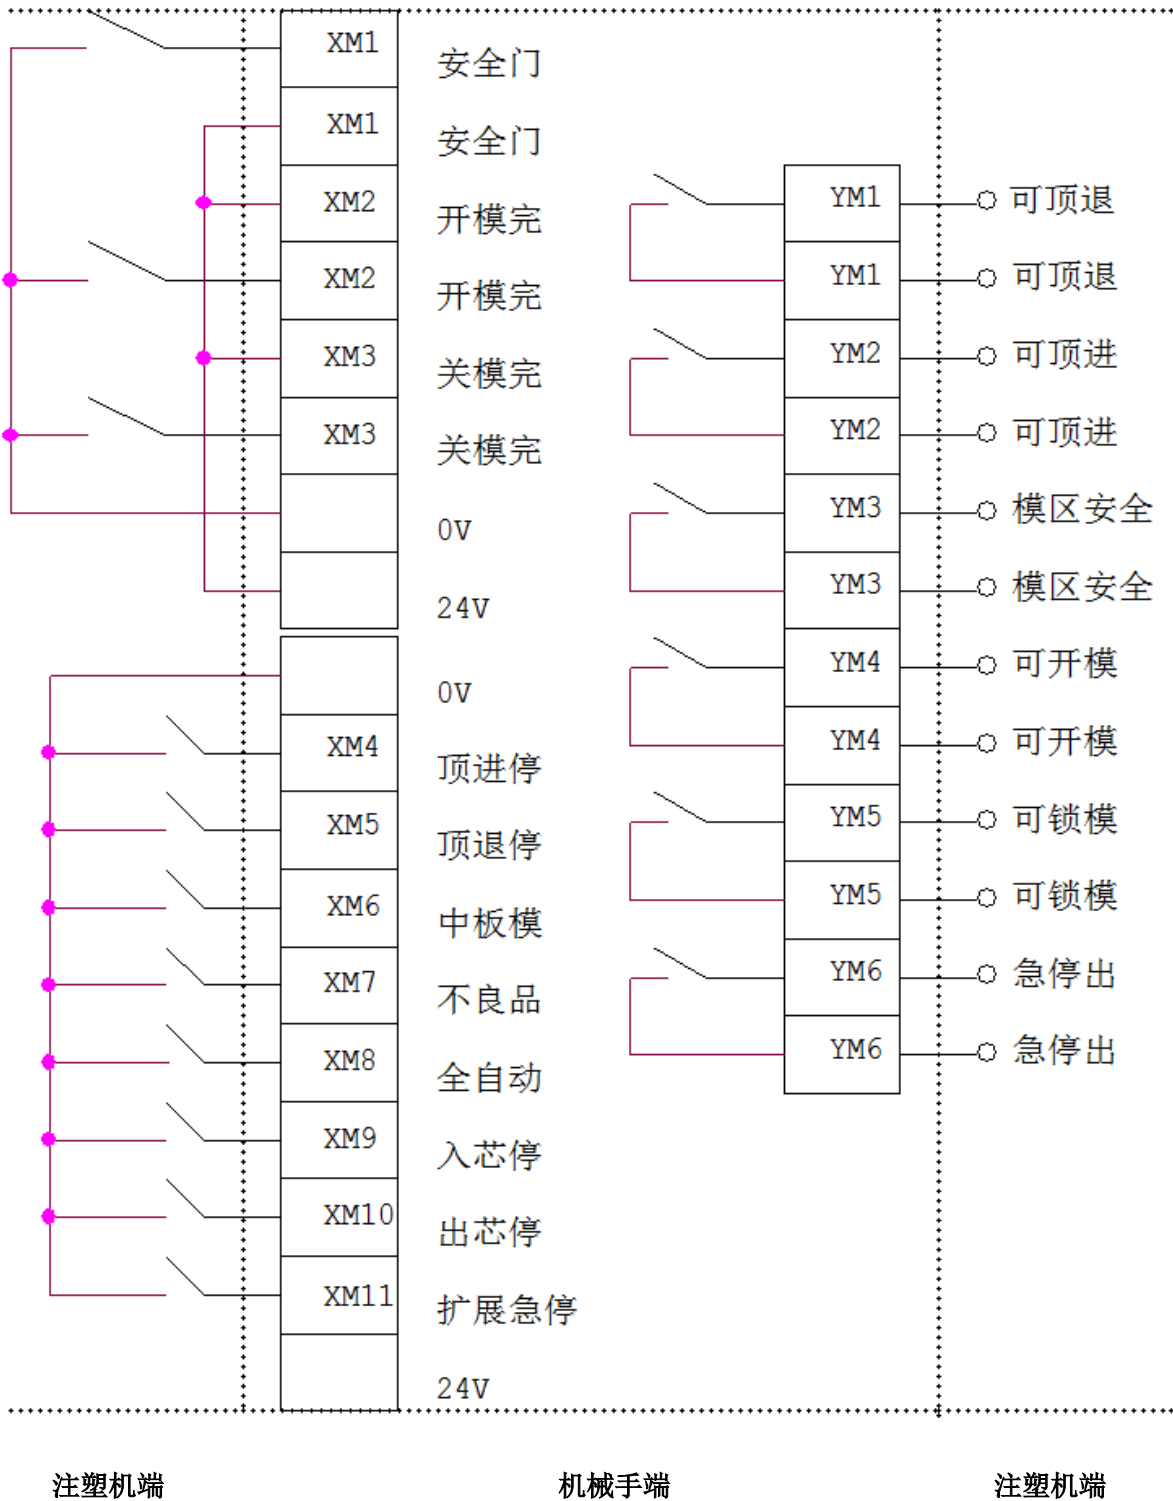 XM1 安全门
XM1 安全门
XM2 开模完
XM2 开模完
XM3 关模完
XM3 关模完
0V
24V
0V
XM4 顶进停
XM5 顶退停
XM6 中板模
XM7 不良品
XM8 全自动
XM9 入芯停
XM10 出芯停
XM11 扩展急停
24V
YM1 可顶退
YM1 可顶退
YM2 可顶进
YM2 可顶进
YM3 模区安全
YM3 模区安全
YM4 可开模
YM4 可开模
YM5 可锁模
YM5 可锁模
YM6 急停出
YM6 急停出
注塑机端 机械手端 注塑机端